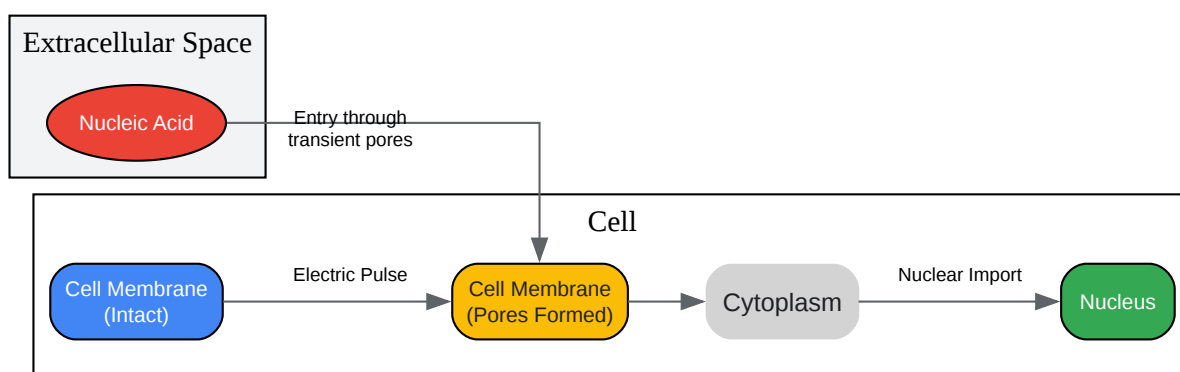 Extracellular Space
Nucleic Acid
Entry through
transient pores
Cell
Cell Membrane
(Intact)
Electric Pulse
Cell Membrane
(Pores Formed)
Cytoplasm
Nuclear Import
Nucleus